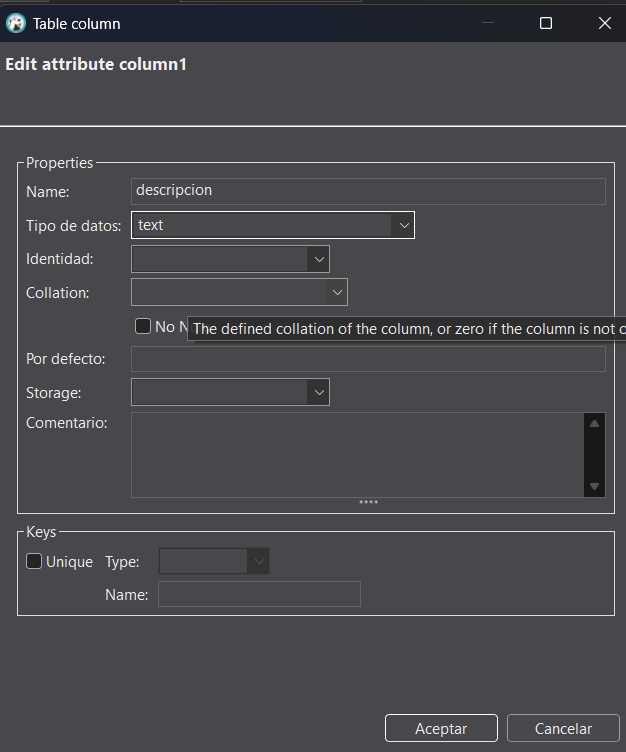 Table column
Edit attribute column1
Properties
Name: descripcion
Tipo de datos: text
Identidad:
Collation:
No N
The defined collation of the column, or zero if the column is not
Por defecto:
Storage:
Comentario:
Keys
Unique Type:
Name:
Aceptar Cancelar